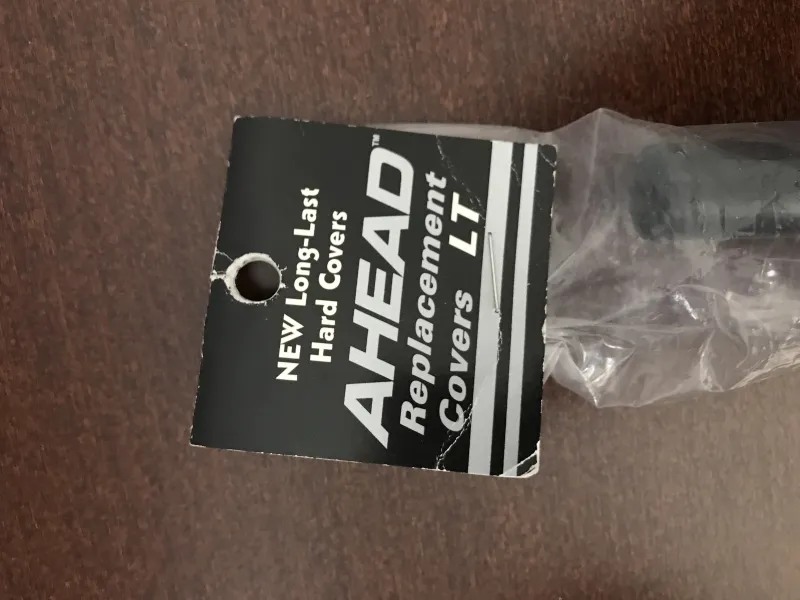 NEW Long-Last
Hard Covers
AHEAD™
Replacement
Covers LT